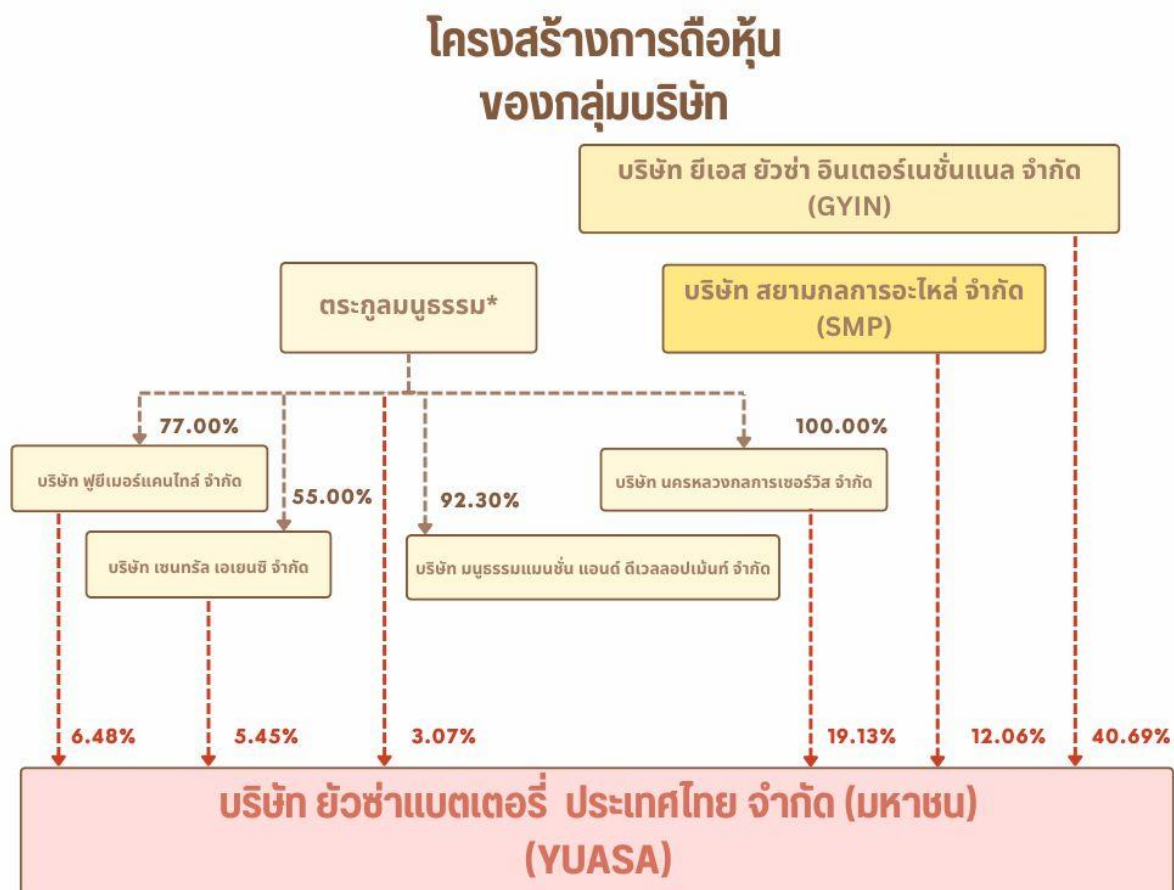 โครงสร้างการถือหุ้น
ของกลุ่มบริษัท
บริษัท ยีเอส ยัวซ่า อินเตอร์เนชั่นแนล จำกัด
(GYIN)
ตระกูลมนูธรรม*
บริษัท สยามกลการอะไหล่ จำกัด
(SMP)
77.00%
100.00%
บริษัท ฟูยีเมอร์แคนไทล์ จำกัด
บริษัท นครหลวงกลการเซอร์วิส จำกัด
55.00%
92.30%
บริษัท เซนทรัล เอเยนซิ จำกัด
บริษัท มนูธรรมแมนชั่น แอนด์ ดีเวลลอปเม้นท์ จำกัด
6.48%
5.45%
3.07%
19.13%
12.06%
40.69%
บริษัท ยัวซ่าแบตเตอรี่ ประเทศไทย จำกัด (มหาชน)
(YUASA)